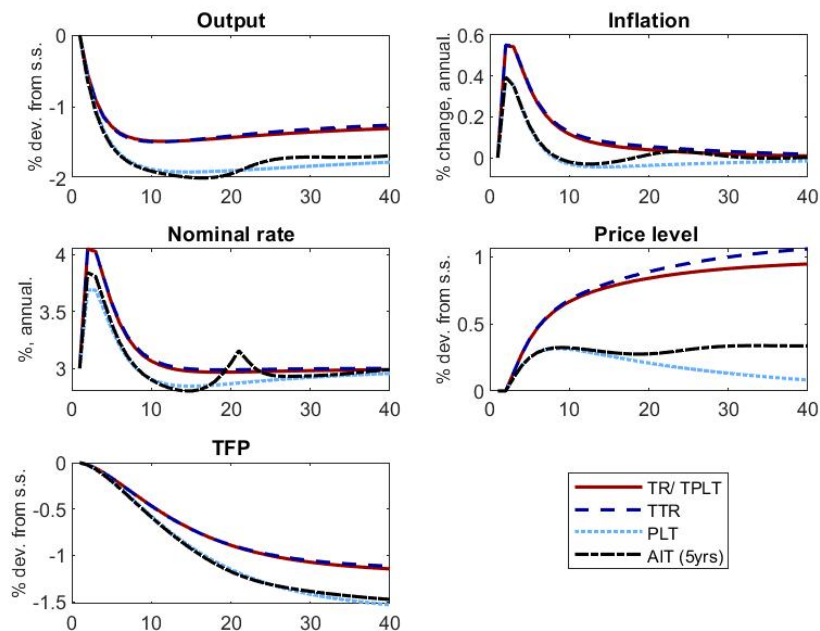 Output
% dev. from s.s.
0
-1
-2
0 10 20 30 40
Inflation
% change, annual.
0.6
0.4
0.2
0
0 10 20 30 40
Nominal rate
%, annual.
4
3.5
3
0 10 20 30 40
Price level
% dev. from s.s.
1
0.5
0
0 10 20 30 40
TFP
% dev. from s.s.
0
-0.5
-1
-1.5
0 10 20 30 40
TR/ TPLT
TTR
PLT
AIT (5yrs)